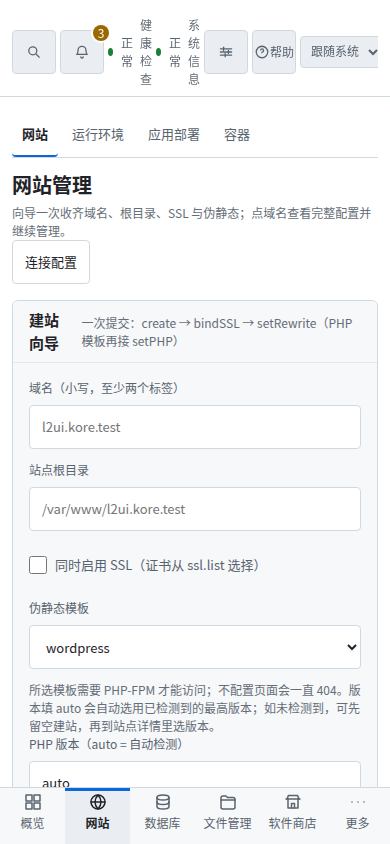 3
正常
健康检查
正常
系统信息
帮助
跟随系统
网站
运行环境
应用部署
容器
网站管理
向导一次收齐域名、根目录、SSL 与伪静态；点域名查看完整配置并
继续管理。
连接配置
建站
向导
一次提交：create → bindSSL → setRewrite（PHP
模板再接 setPHP）
域名（小写，至少两个标签）
l2ui.kore.test
站点根目录
/var/www/l2ui.kore.test
同时启用 SSL（证书从 ssl.list 选择）
伪静态模板
wordpress
所选模板需要 PHP-FPM 才能访问；不配置页面会一直 404。版
本填 auto 会自动选用已检测到的最高版本；如未检测到，可先
留空建站，再到站点详情里选版本。
PHP 版本（auto = 自动检测）
auto
概览
网站
数据库
文件管理
软件商店
更多